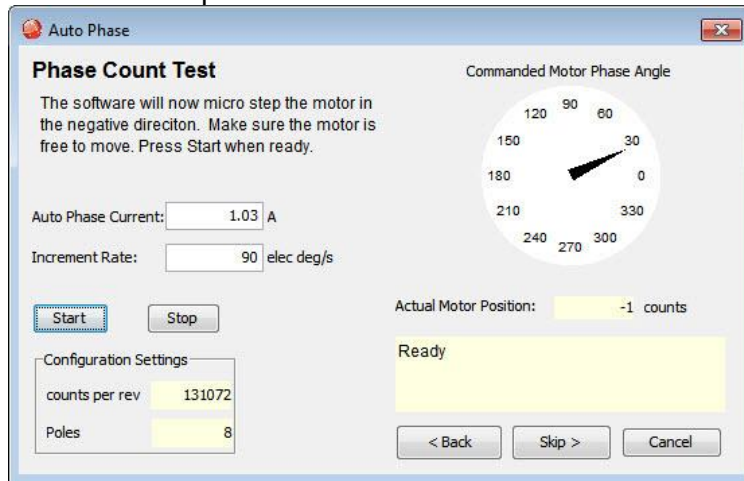 Auto Phase
Phase Count Test
The software will now micro step the motor in
the negative direciton. Make sure the motor is
free to move. Press Start when ready.
Auto Phase Current: 1.03 A
Increment Rate: 90 elec deg/s
Start Stop
Configuration Settings
counts per rev 131072
Poles 8
Commanded Motor Phase Angle
120 90 60
150 30
180 0
210 330
240 270 300
Actual Motor Position: -1 counts
Ready
< Back Skip > Cancel